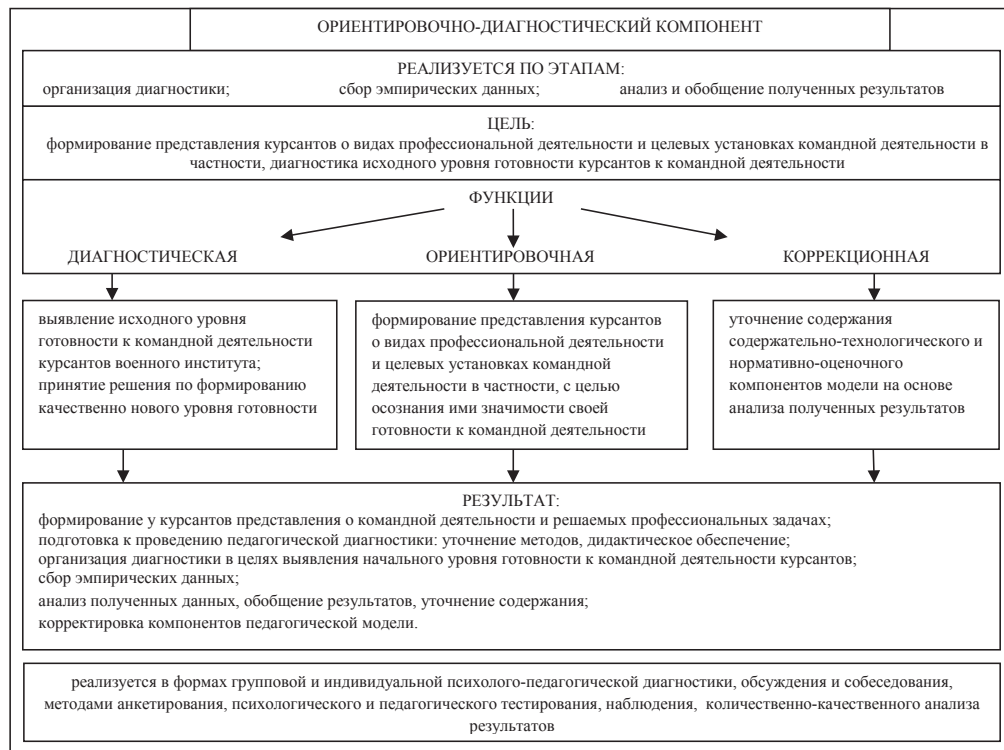 ОРИЕНТИРОВОЧНО-ДИАГНОСТИЧЕСКИЙ КОМПОНЕНТ
РЕАЛИЗУЕТСЯ ПО ЭТАПАМ:
организация диагностики; сбор эмпирических данных; анализ и обобщение полученных результатов
ЦЕЛЬ:
формирование представления курсантов о видах профессиональной деятельности и целевых установках командной деятельности в
частности, диагностика исходного уровня готовности курсантов к командной деятельности
ФУНКЦИИ
ДИАГНОСТИЧЕСКАЯ ОРИЕНТИРОВОЧНАЯ КОРРЕКЦИОННАЯ
выявление исходного уровня
готовности к командной деятельности
курсантов военного института;
принятие решения по формированию
качественно нового уровня готовности
формирование представления курсантов
о видах профессиональной деятельности
и целевых установках командной
деятельности в частности, с целью
осознания ими значимости своей
готовности к командной деятельности
уточнение содержания
содержательно-технологического и
нормативно-оценочного
компонентов модели на основе
анализа полученных результатов
РЕЗУЛЬТАТ:
формирование у курсантов представления о командной деятельности и решаемых профессиональных задачах;
подготовка к проведению педагогической диагностики: уточнение методов, дидактическое обеспечение;
организация диагностики в целях выявления начального уровня готовности к командной деятельности курсантов;
сбор эмпирических данных;
анализ полученных данных, обобщение результатов, уточнение содержания;
корректировка компонентов педагогической модели.
реализуется в формах групповой и индивидуальной психолого-педагогической диагностики, обсуждения и собеседования,
методами анкетирования, психологического и педагогического тестирования, наблюдения, количественно-качественного анализа
результатов